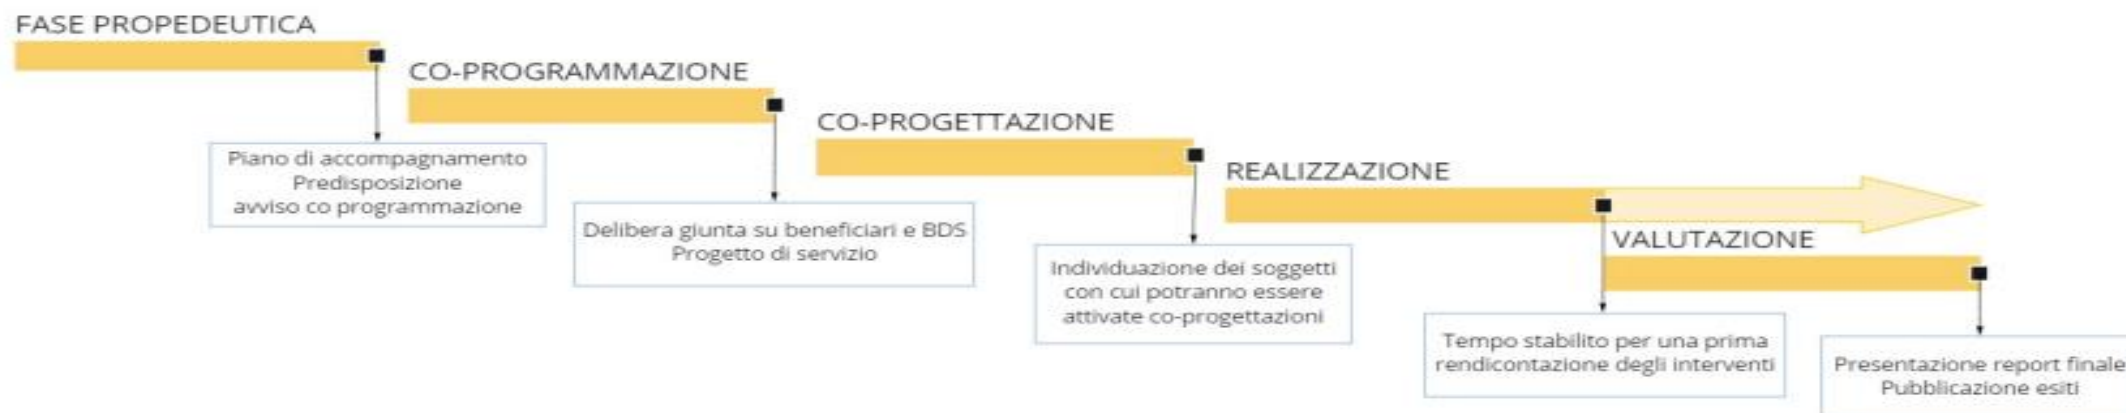 FASE PROPEDEUTICA
CO-PROGRAMMAZIONE
CO-PROGETTAZIONE
REALIZZAZIONE
VALUTAZIONE
Piano di accompagnamento
Predisposizione
avviso co programmazione
Delibera giunta su beneficiari e BDS
Progetto di servizio
Individuazione dei soggetti
con cui potranno essere
attivate co-progettazioni
Tempo stabilito per una prima
rendicontazione degli interventi
Presentazione report finale
Pubblicazione esiti